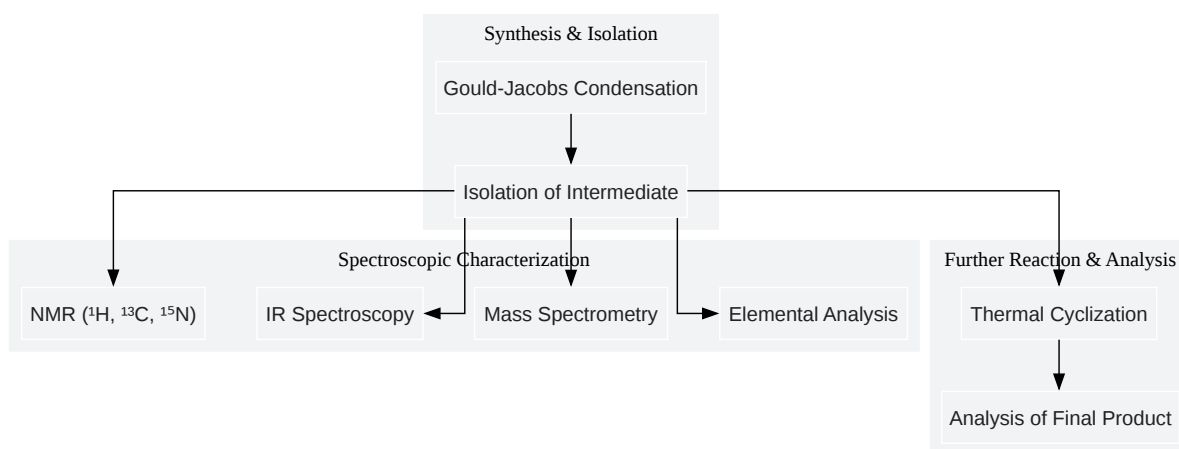 Synthesis & Isolation
Gould-Jacobs Condensation
Isolation of Intermediate
Spectroscopic Characterization
NMR (¹H, ¹³C, ¹⁵N)
IR Spectroscopy
Mass Spectrometry
Elemental Analysis
Further Reaction & Analysis
Thermal Cyclization
Analysis of Final Product